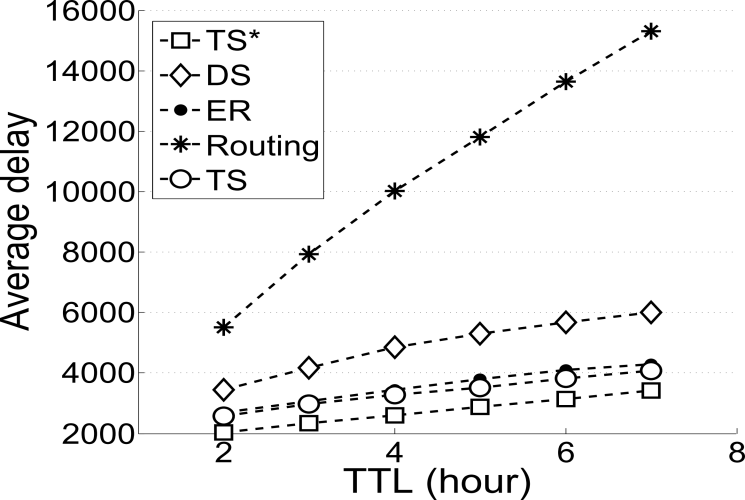 16000
14000
12000
10000
8000
6000
4000
2000
Average delay
TS*
DS
ER
Routing
TS
2 4 6 8
TTL (hour)